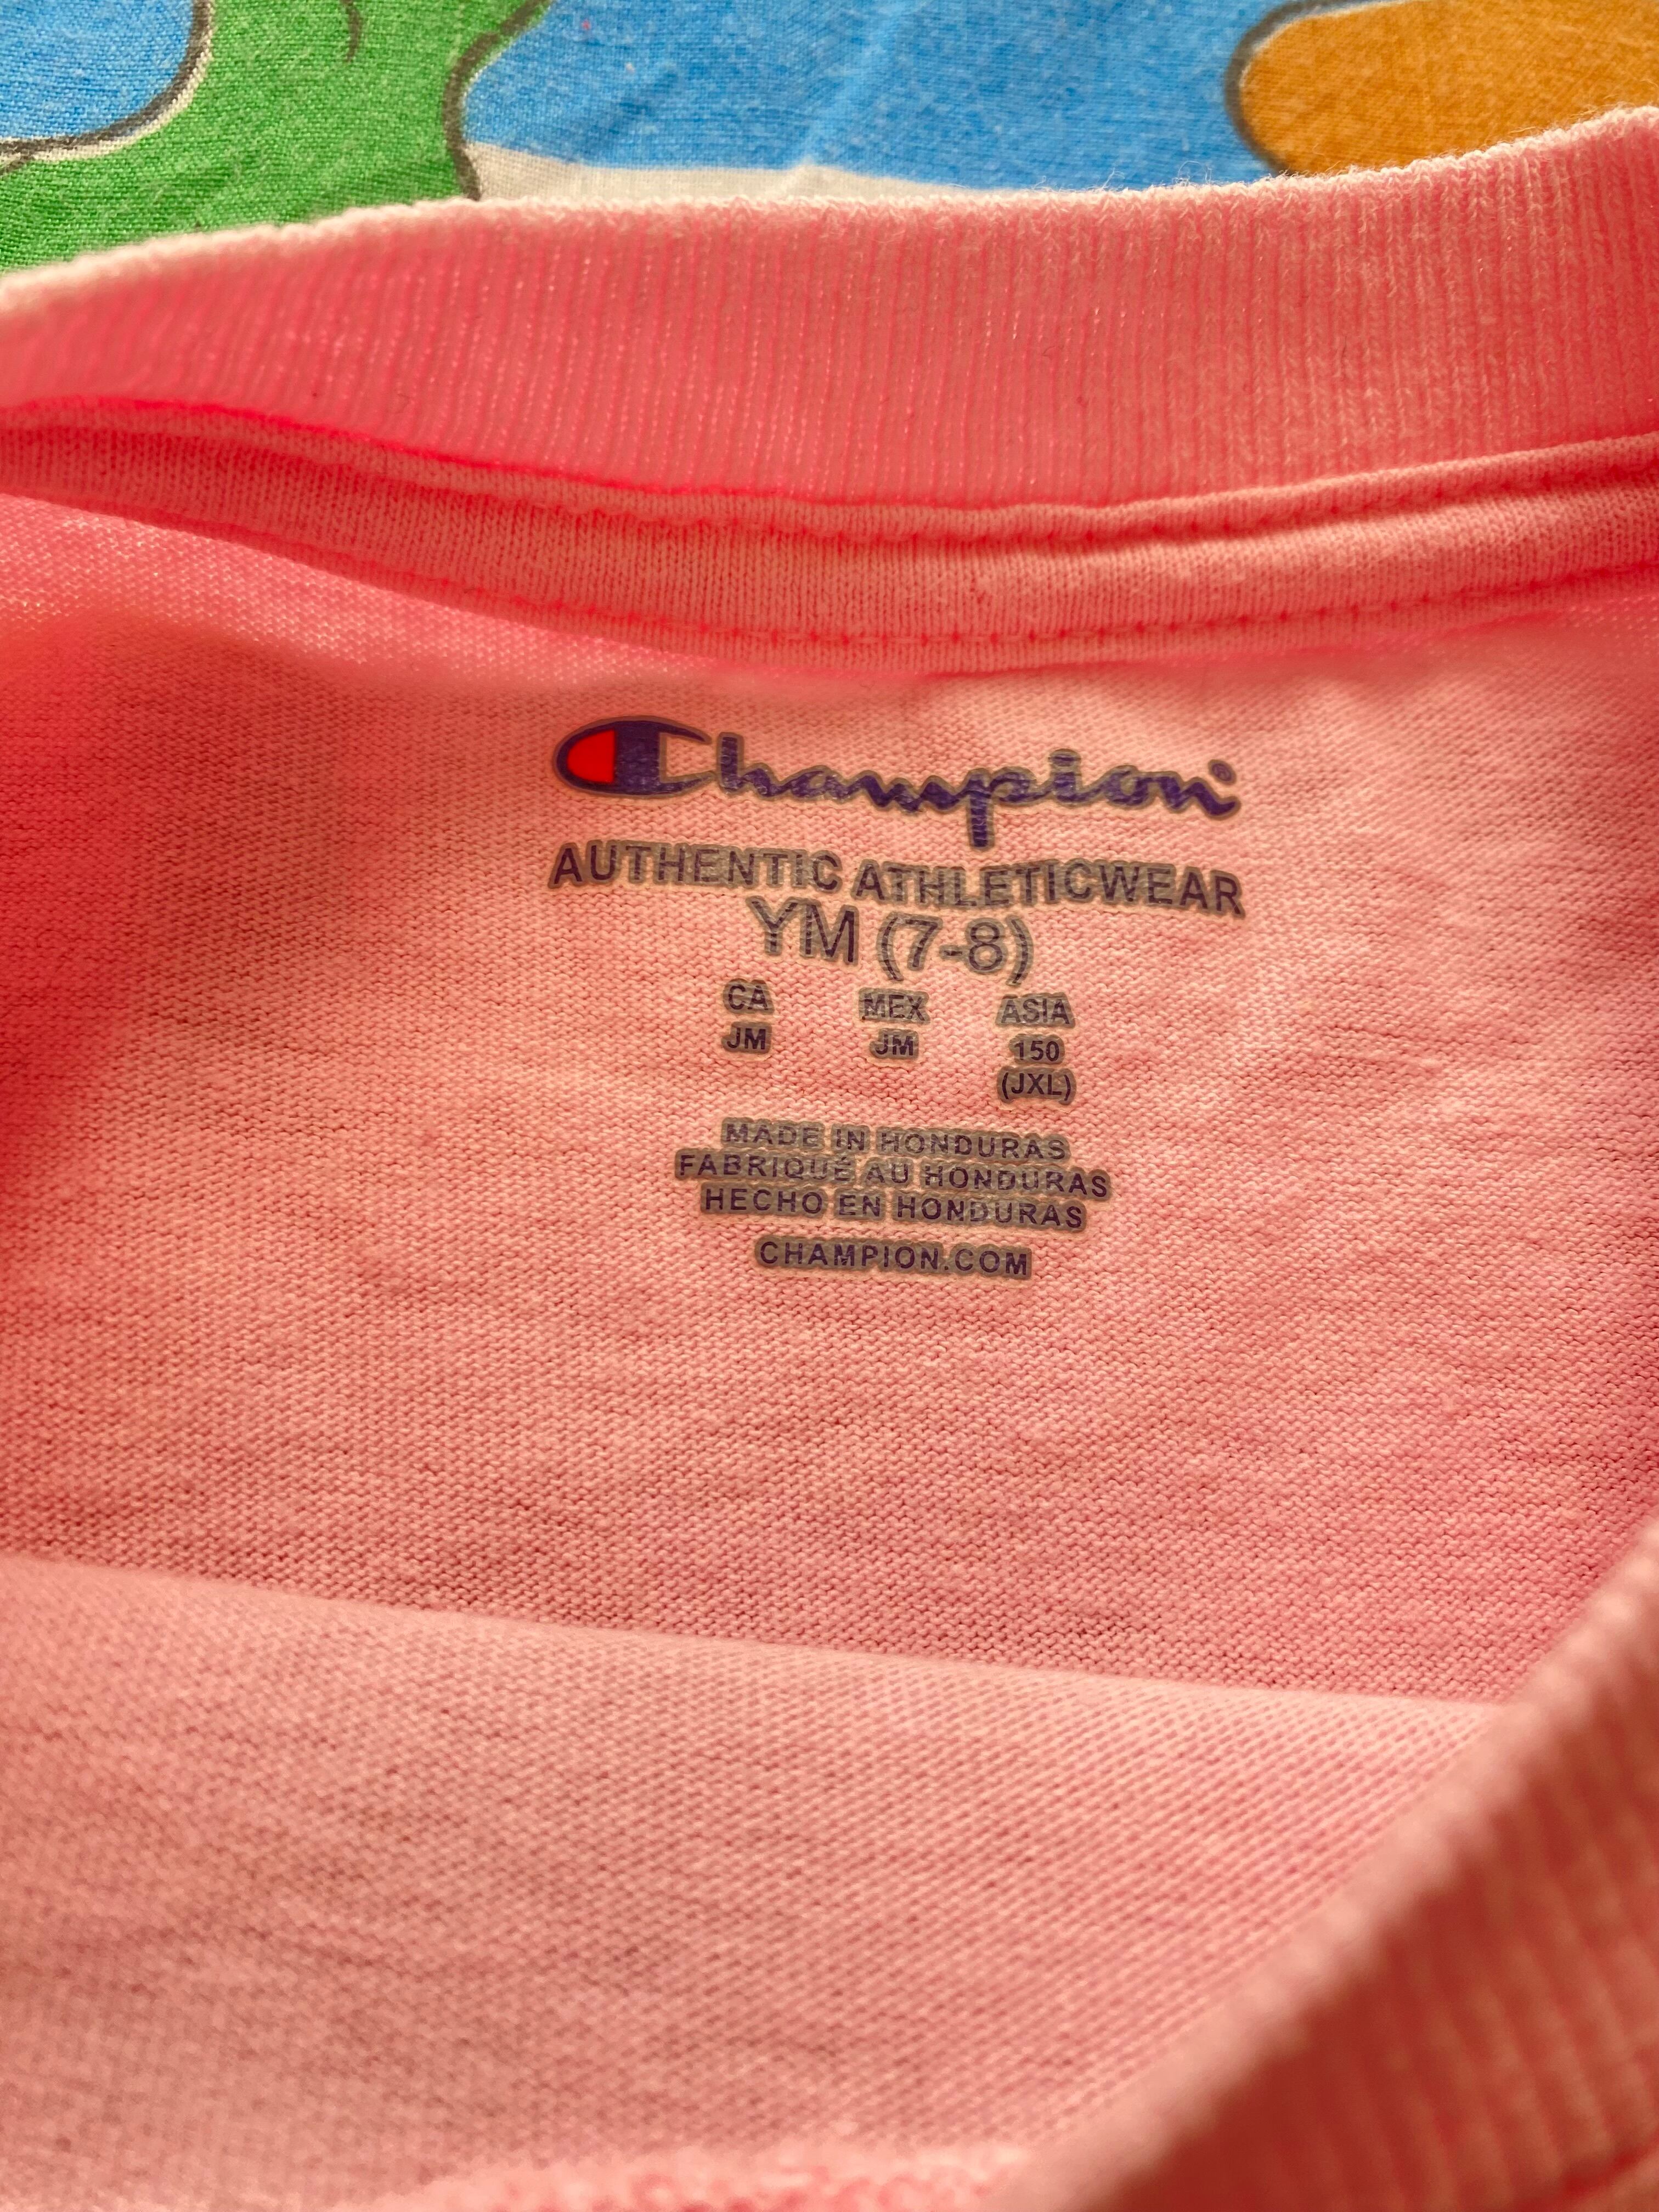 Champion
AUTHENTIC ATHLETICWEAR
YM (7-8)
CA MEX ASIA
JM JM 150
(JXL)
MADE IN HONDURAS
FABRIQUÉ AU HONDURAS
HECHO EN HONDURAS
CHAMPION.COM